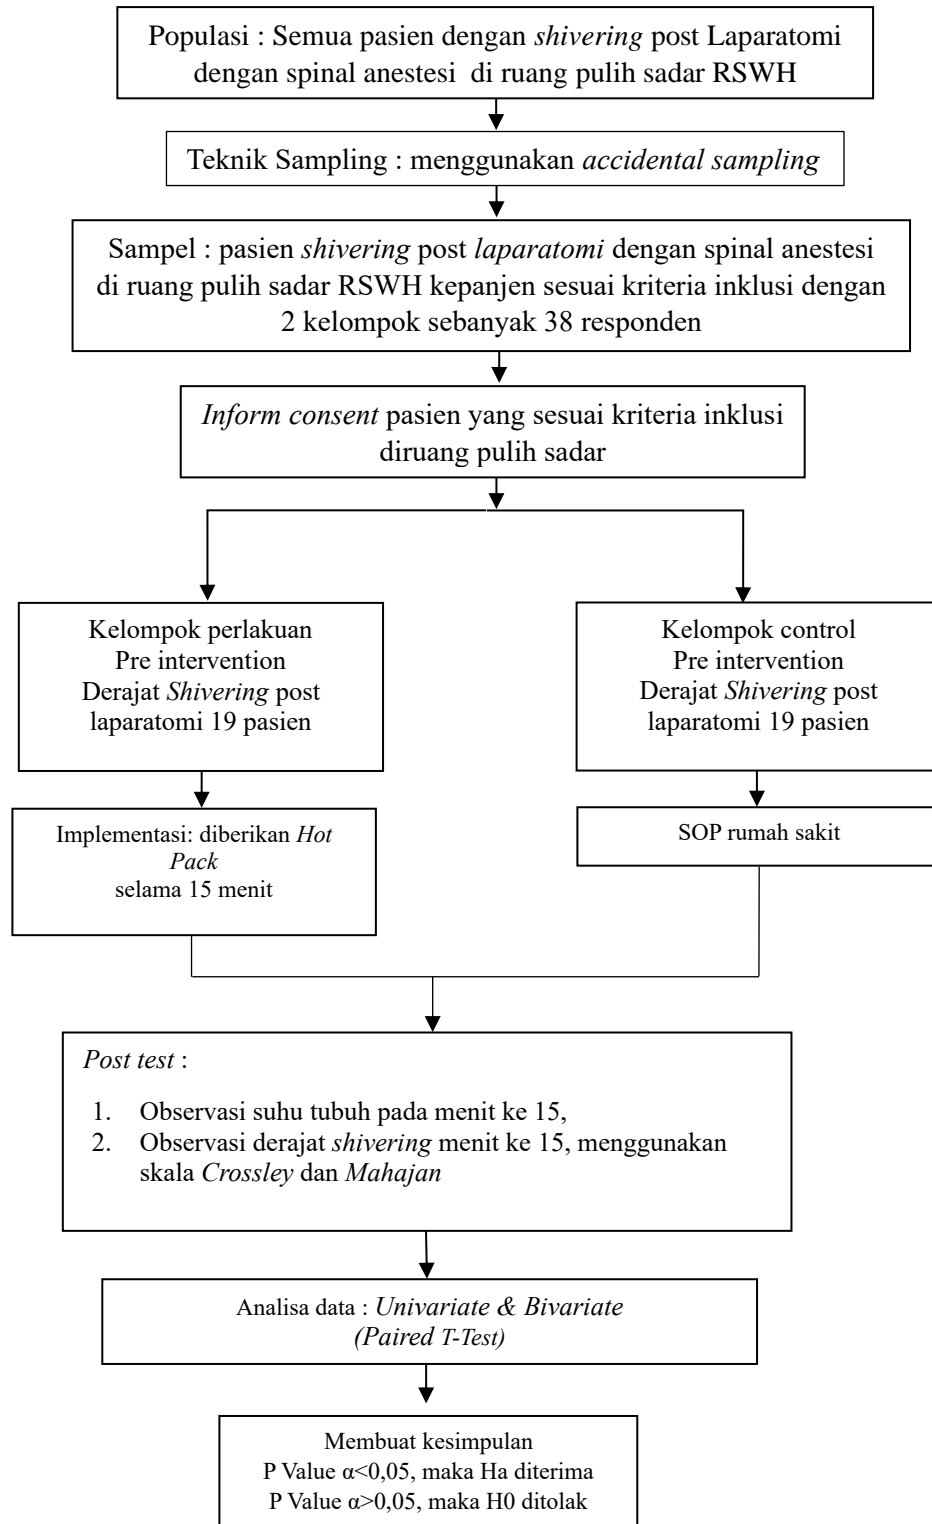 Populasi : Semua pasien dengan shivering post Laparatomi
dengan spinal anestesi di ruang pulih sadar RSWH
Teknik Sampling : menggunakan accidental sampling
Sampel : pasien shivering post laparatomi dengan spinal anestesi
di ruang pulih sadar RSWH kepanjen sesuai kriteria inklusi dengan
2 kelompok sebanyak 38 responden
Inform consent pasien yang sesuai kriteria inklusi
diruang pulih sadar
Kelompok perlakuan
Pre intervention
Derajat Shivering post
laparatomi 19 pasien
Kelompok control
Pre intervention
Derajat Shivering post
laparatomi 19 pasien
Implementasi: diberikan Hot
Pack
selama 15 menit
SOP rumah sakit
Post test :
1. Observasi suhu tubuh pada menit ke 15,
2. Observasi derajat shivering menit ke 15, menggunakan
skala Crossley dan Mahajan
Analisa data : Univariate & Bivariate
(Paired T-Test)
Membuat kesimpulan
P Value α<0,05, maka Ha diterima
P Value α>0,05, maka H0 ditolak